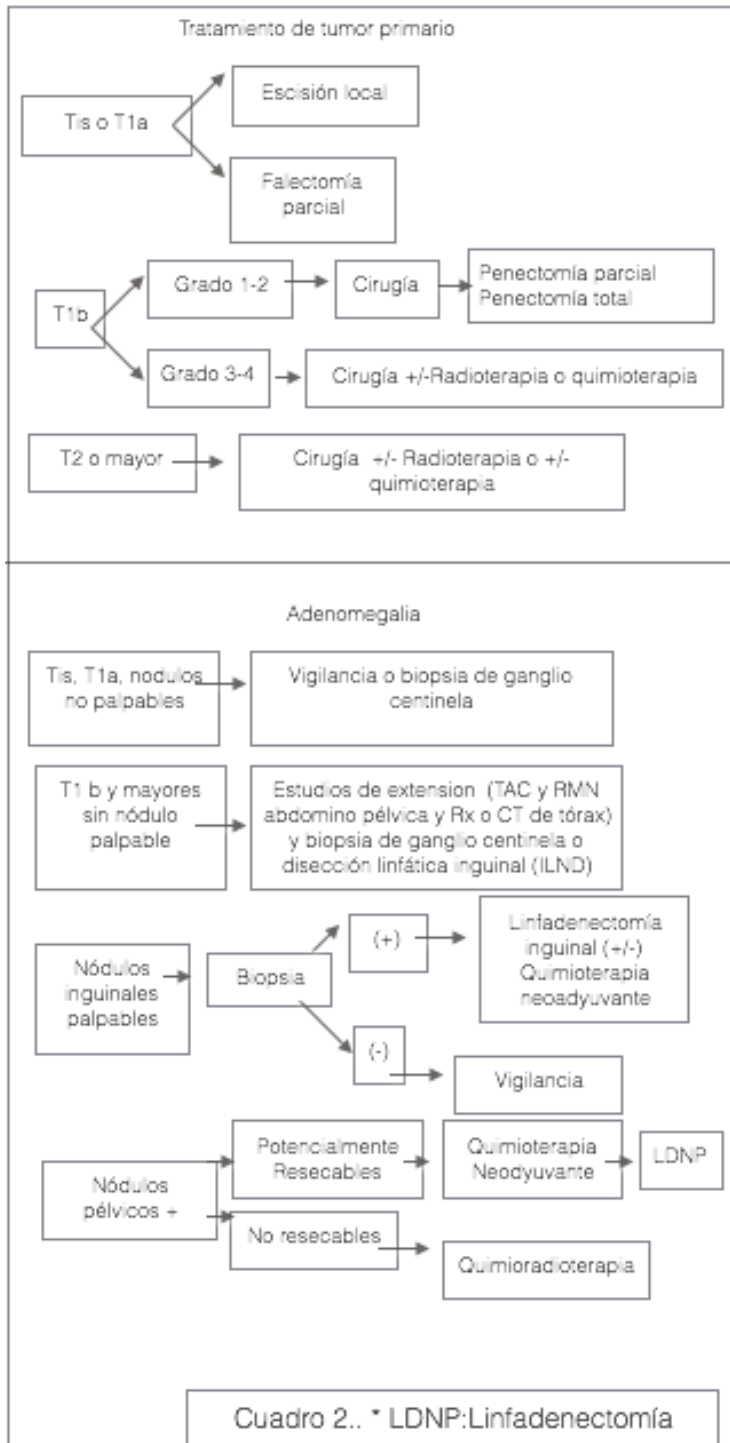 Tratamiento de tumor primario
Tis o T1a
Escisión local
Falectomía
parcial
T1b
Grado 1-2
Cirugía
Penectomía parcial
Penectomía total
Grado 3-4
Cirugía +/-Radioterapia o quimioterapia
T2 o mayor
Cirugía +/- Radioterapia o +/-
quimioterapia
Adenomegalia
Tis, T1a, nodulos
no palpables
Vigilancia o biopsia de ganglio
centinela
T1 b y mayores
sin nódulo
palpable
Estudios de extension (TAC y RMN
abdomino pélvica y Rx o CT de tórax)
y biopsia de ganglio centinela o
disección linfática inguinal (ILND)
Nódulos
inguinales
palpables
Biopsia
(+)
Linfadenectomía
inguinal (+/-)
Quimioterapia
neoadyuvante
(-)
Vigilancia
Nódulos
pélvicos +
Potencialmente
Resecables
Quimioterapia
Neodyuvante
LDNP
No resecables
Quimioradioterapia
Cuadro 2.. * LDNP:Linfadenectomía